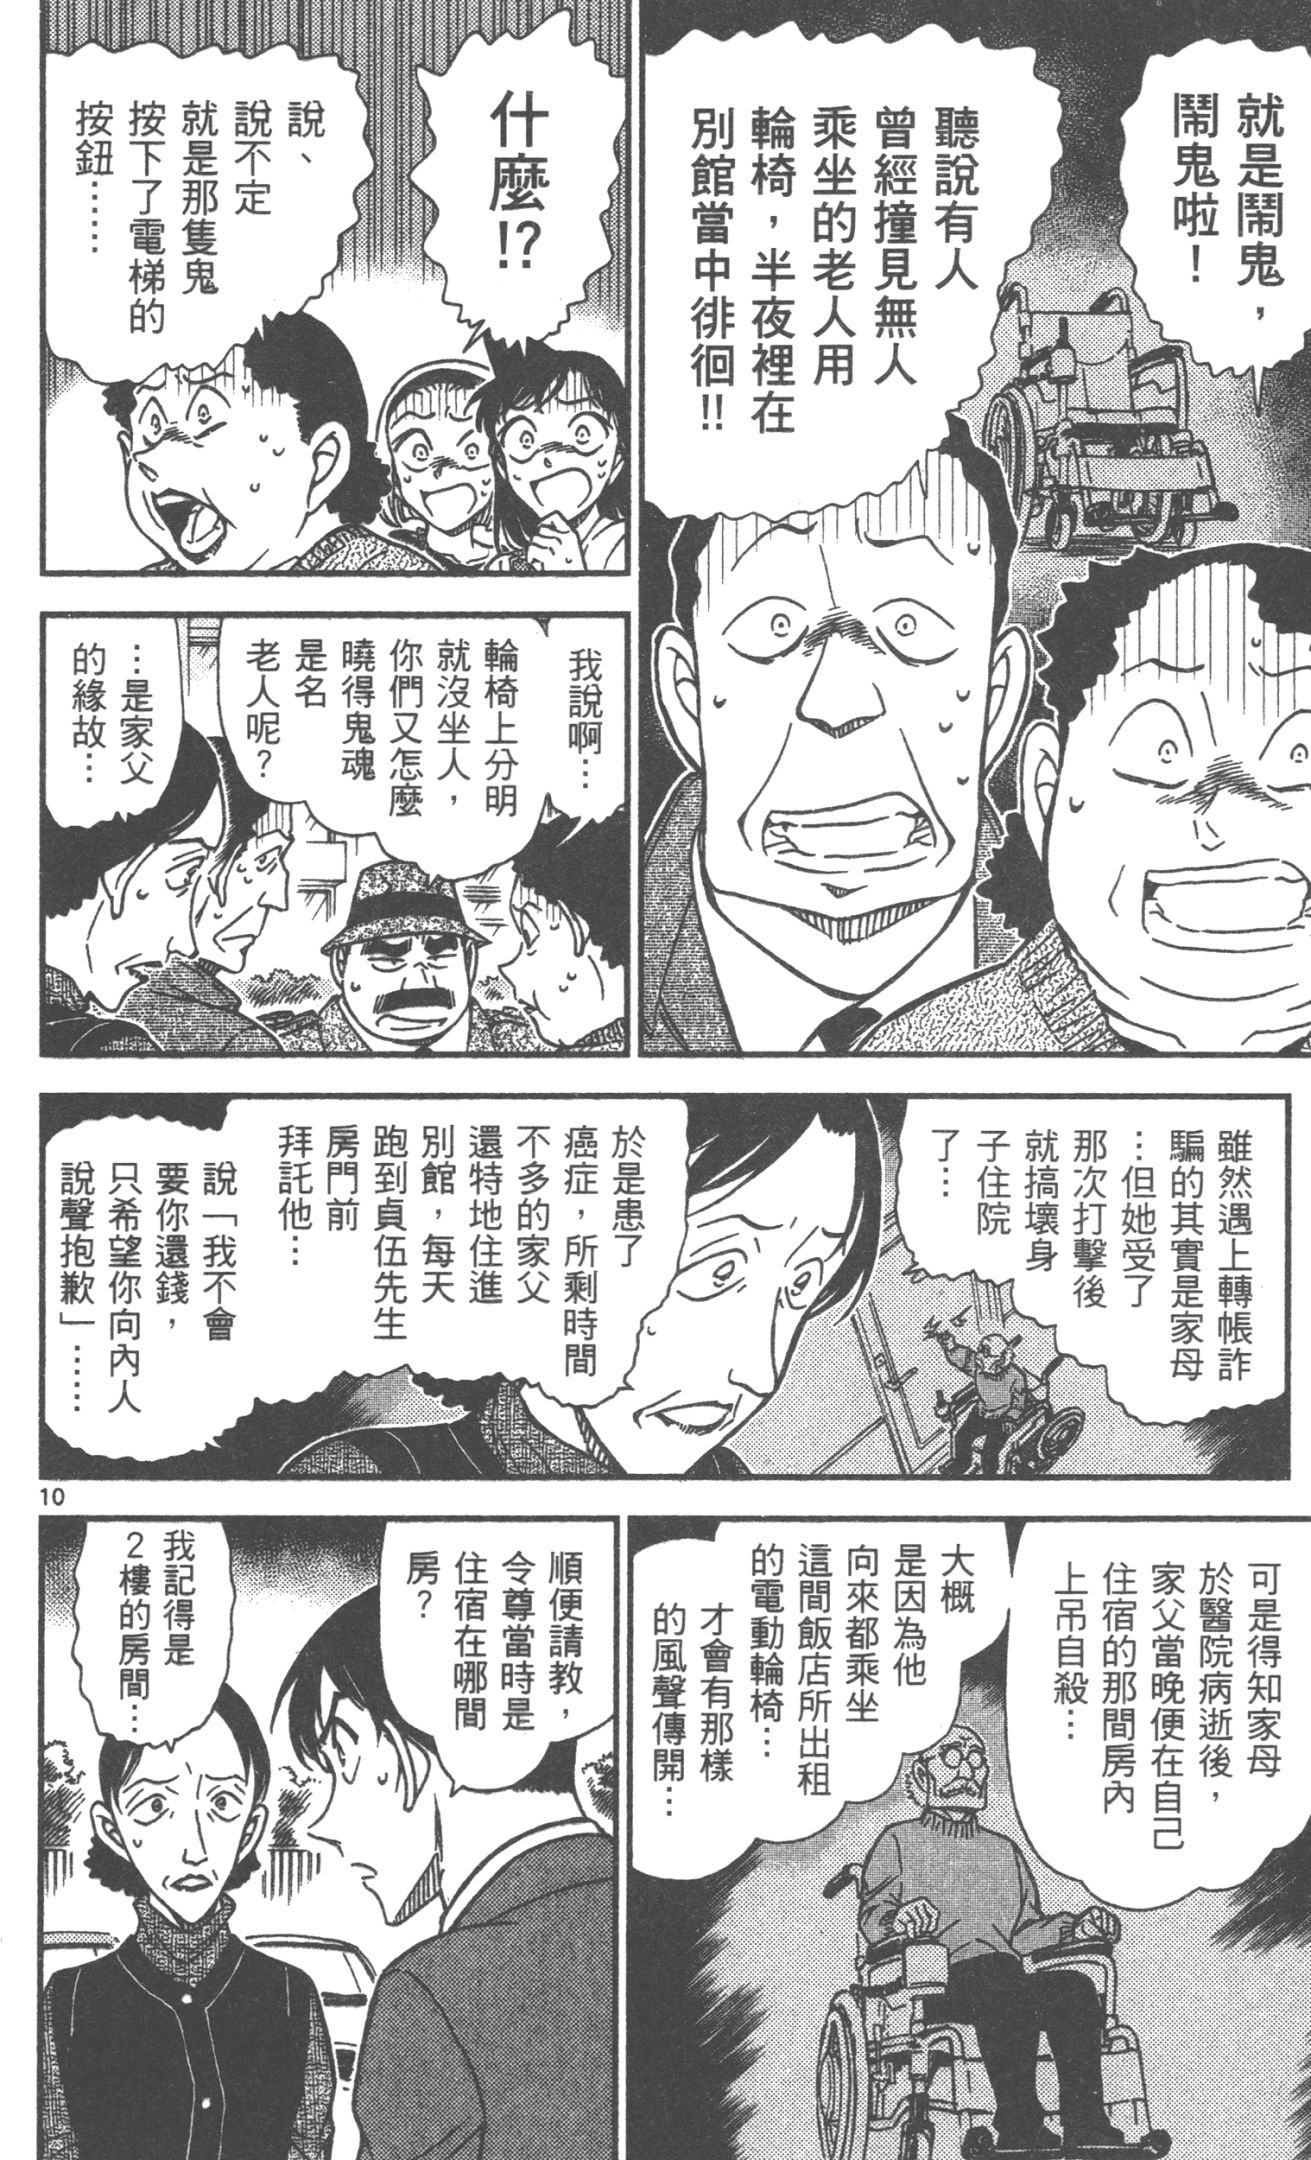 就是鬧鬼，
鬧鬼啦！
聽說有人
曾經撞見無人
乘坐的老人用
輪椅，半夜裡在
別館當中徘徊!!
什麼!?
說、
說不定
就是那隻鬼
按下了電梯的
按鈕……
我說啊…
輪椅上分明
就沒坐人，
你們又怎麼
曉得鬼魂
是名
老人呢？
…是家父
的緣故…
雖然遇上轉帳詐
騙的其實是家母
…但她受了
那次打擊後
就搞壞身
子住院
了…
於是患了
癌症，所剩時間
不多的家父
還特地住進
別館，每天
跑到貞伍先生
房門前
拜託他…
說「我不會
要你還錢，
只希望你向內人
說聲抱歉」……
10
可是得知家母
於醫院病逝後，
家父當晚便在自己
住宿的那間房內
上吊自殺…
大概
是因為他
向來都乘坐
這間飯店所出租
的電動輪椅…
才會有那樣
的風聲傳開…
順便請教，
令尊當時是
住宿在哪間
房？
我記得是
2樓的房間…